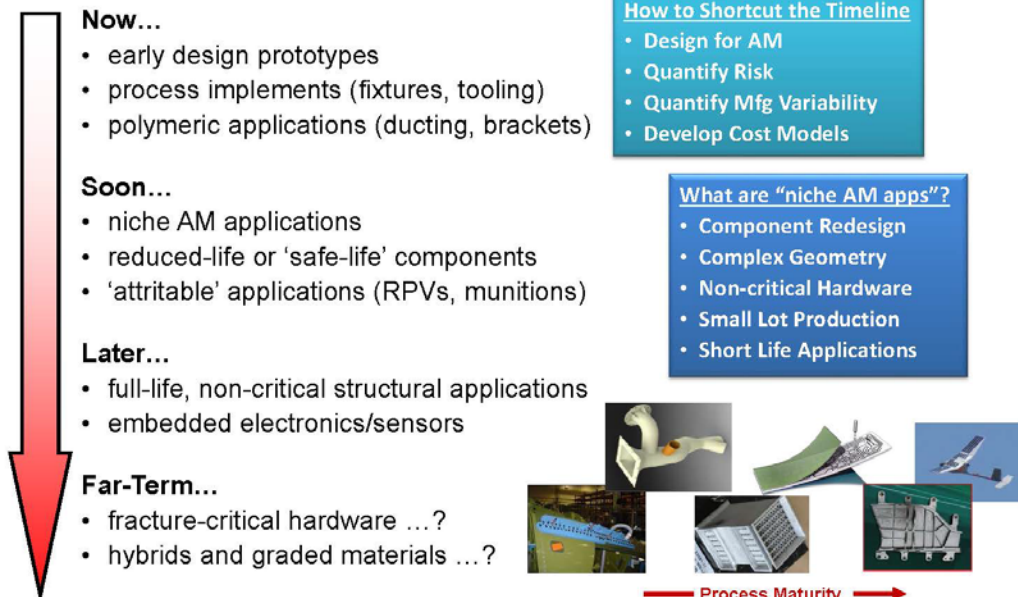 Now…
• early design prototypes
• process implements (fixtures, tooling)
• polymeric applications (ducting, brackets)
Soon…
• niche AM applications
• reduced-life or ‘safe-life’ components
• ‘attritable’ applications (RPVs, munitions)
Later…
• full-life, non-critical structural applications
• embedded electronics/sensors
Far-Term…
• fracture-critical hardware …?
• hybrids and graded materials …?
How to Shortcut the Timeline
• Design for AM
• Quantify Risk
• Quantify Mfg Variability
• Develop Cost Models
What are “niche AM apps”?
• Component Redesign
• Complex Geometry
• Non-critical Hardware
• Small Lot Production
• Short Life Applications
Process Maturity